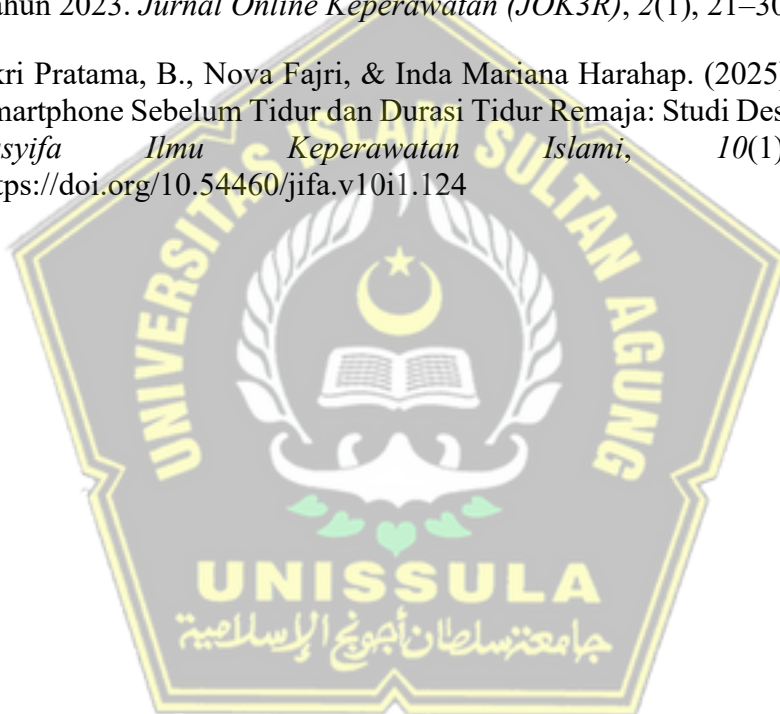 ahun 2023. Jurnal Online Keperawatan (JOK3R), 2(1), 21–30
kri Pratama, B., Nova Fajri, & Inda Mariana Harahap. (2025)
martphone Sebelum Tidur dan Durasi Tidur Remaja: Studi Des
syifa Ilmu Keperawatan Islami, 10(1)
tps://doi.org/10.54460/jifa.v10i1.124
UNIVERSITAS ISLAM SULTAN AGUNG
UNISSULA
جامعة سلطان أجونج الإسلامية